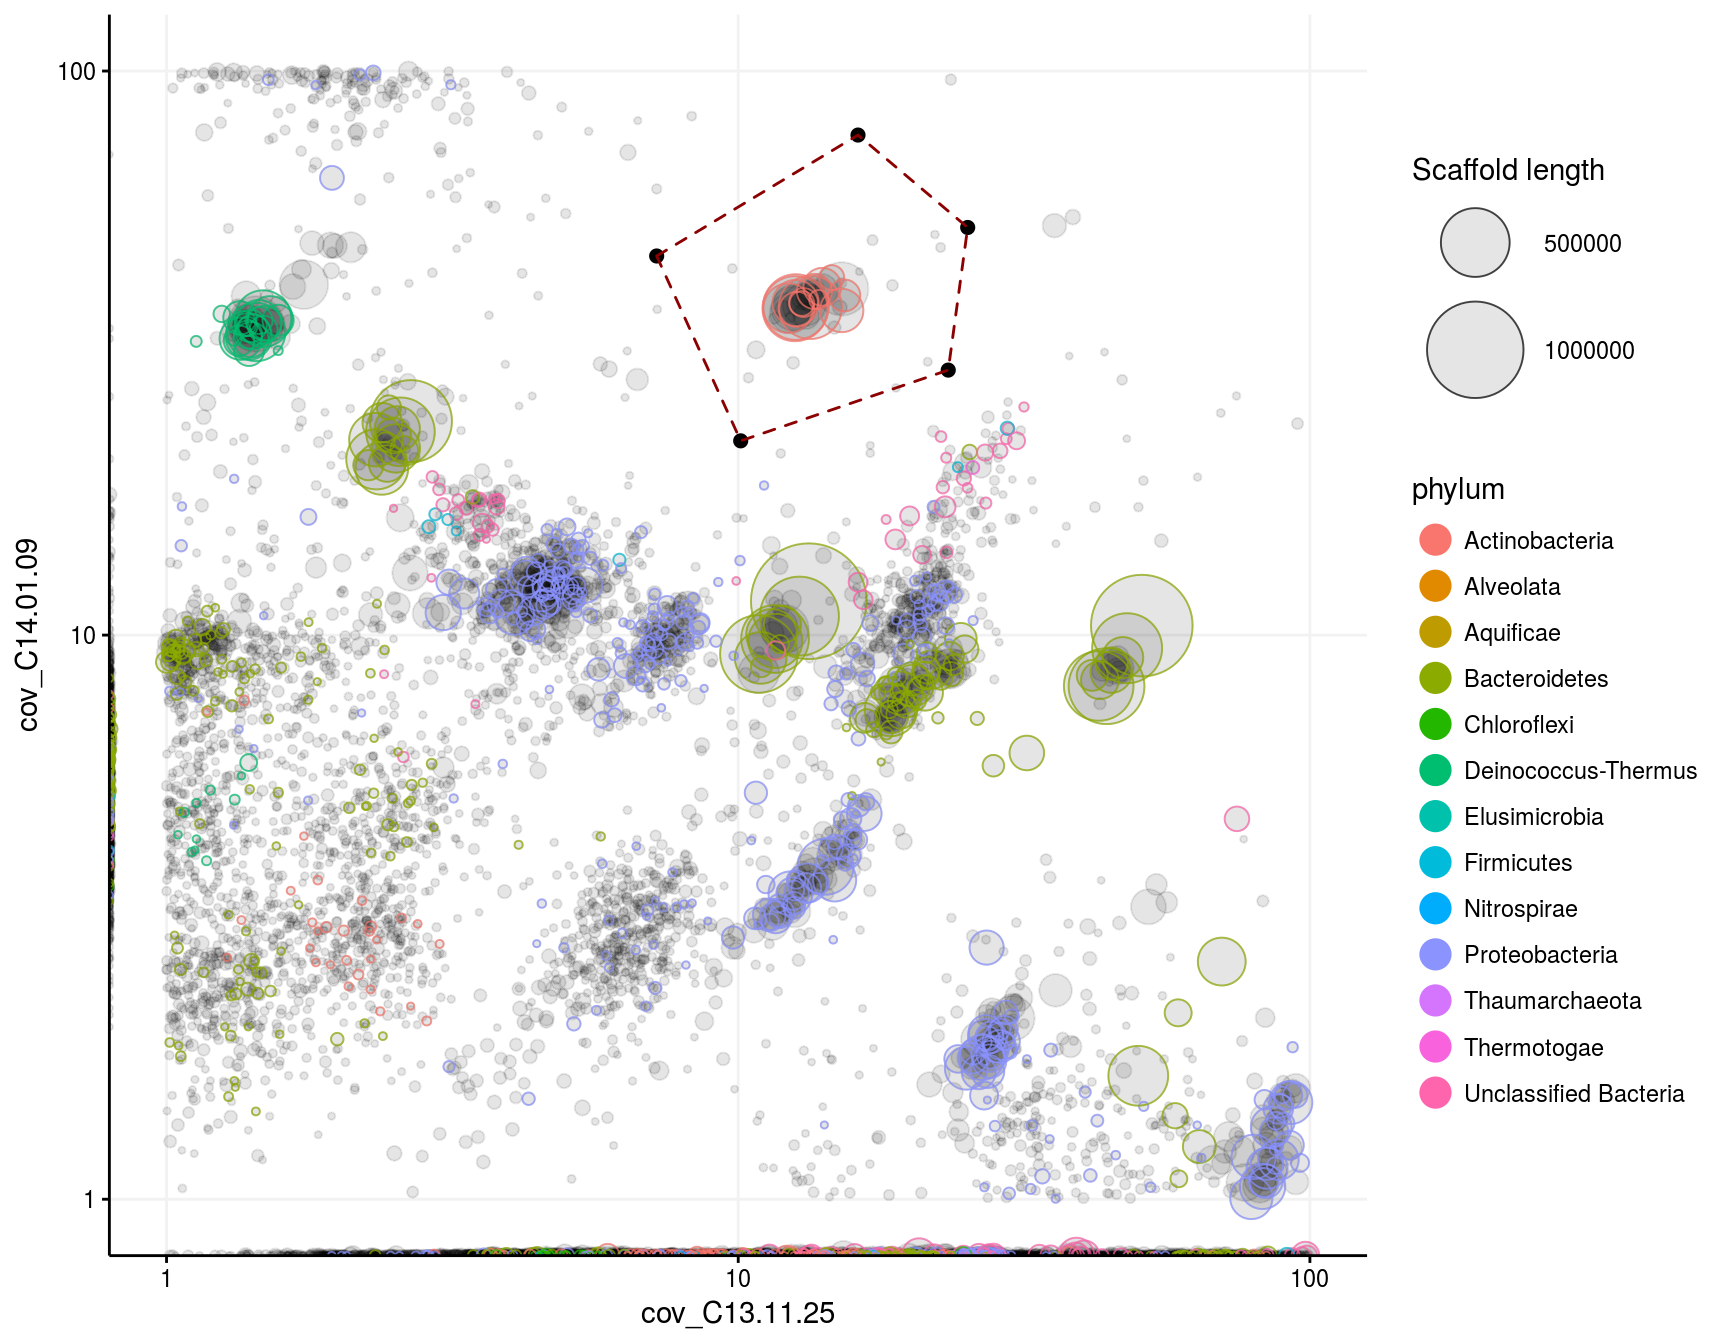 100
10
1
cov_C14.01.09
1
10
100
cov_C13.11.25
Scaffold length
500000
1000000
phylum
Actinobacteria
Alveolata
Aquificae
Bacteroidetes
Chloroflexi
Deinococcus-Thermus
Elusimicrobia
Firmicutes
Nitrospirae
Proteobacteria
Thaumarchaeota
Thermotogae
Unclassified Bacteria